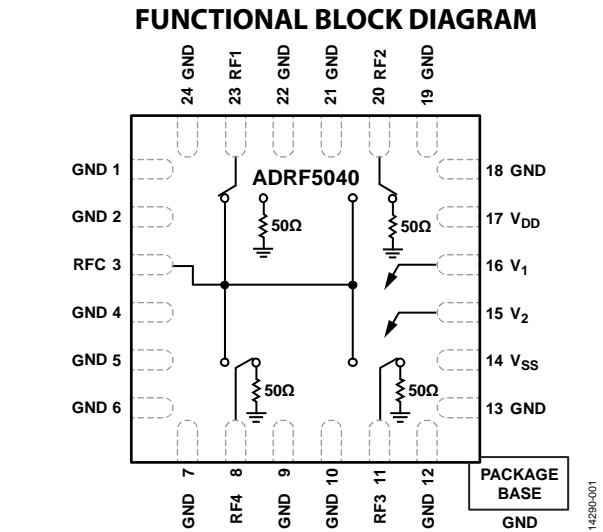 FUNCTIONAL BLOCK DIAGRAM
24 GND
23 RF1
22 GND
21 GND
20 RF2
19 GND
ADRF5040
GND 1
GND 2
RFC 3
GND 4
GND 5
GND 6
18 GND
17 VDD
16 V1
15 V2
14 VSS
13 GND
50Ω
50Ω
50Ω
50Ω
GND 7
RF4 8
GND 9
GND 10
RF3 11
GND 12
PACKAGE
BASE
GND
14290-001